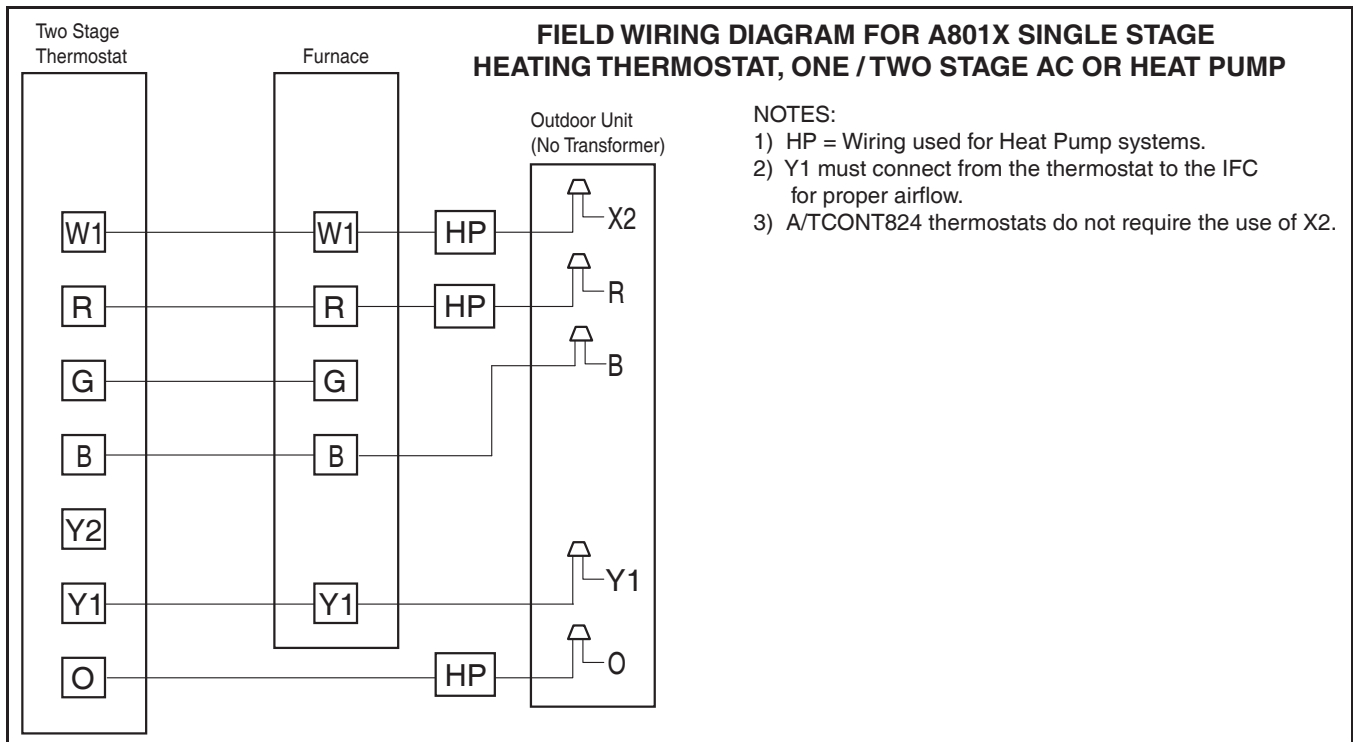 Two Stage
Thermostat
Furnace
FIELD WIRING DIAGRAM FOR A801X SINGLE STAGE
HEATING THERMOSTAT, ONE / TWO STAGE AC OR HEAT PUMP
Outdoor Unit
(No Transformer)
NOTES:
1) HP = Wiring used for Heat Pump systems.
2) Y1 must connect from the thermostat to the IFC
for proper airflow.
3) A/TCONT824 thermostats do not require the use of X2.
W1 W1 HP X2
R R HP R
G G
B B B
Y2
Y1 Y1 Y1
O HP O